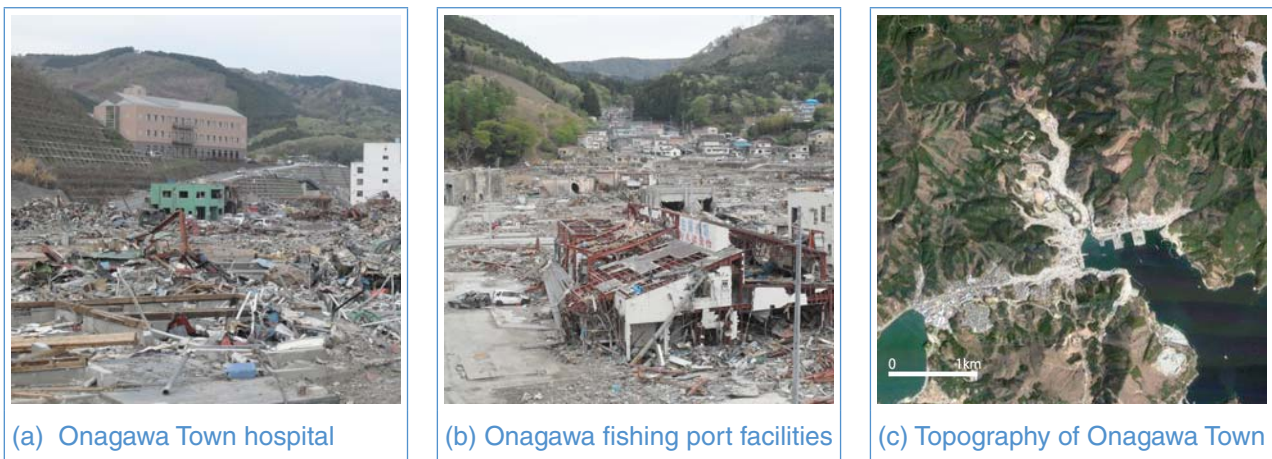 (a) Onagawa Town hospital
(b) Onagawa fishing port facilities
(c) Topography of Onagawa Town
0 1km